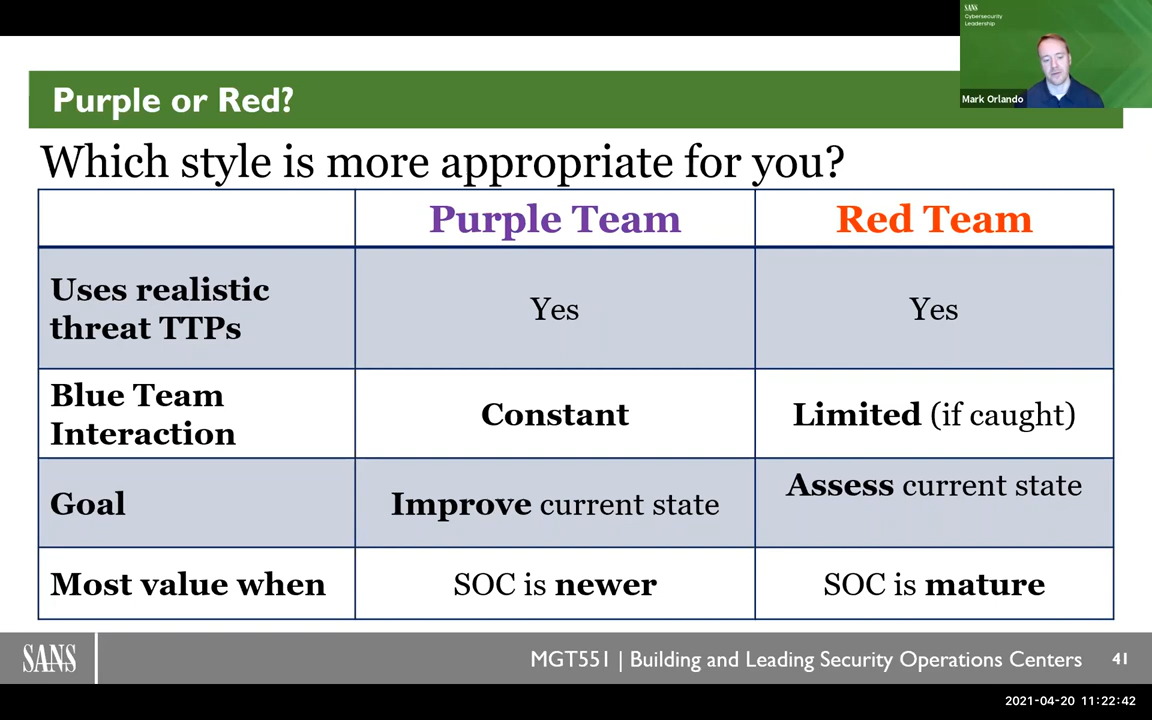 SANS
Cybersecurity
Leadership
Mark Orlando
Purple or Red?
Which style is more appropriate for you?
Purple Team
Red Team
Uses realistic
threat TTPs
Yes
Yes
Blue Team
Interaction
Constant
Limited (if caught)
Goal
Improve current state
Assess current state
Most value when
SOC is newer
SOC is mature
SANS
MGT551 | Building and Leading Security Operations Centers
41
2021-04-20 11:22:42